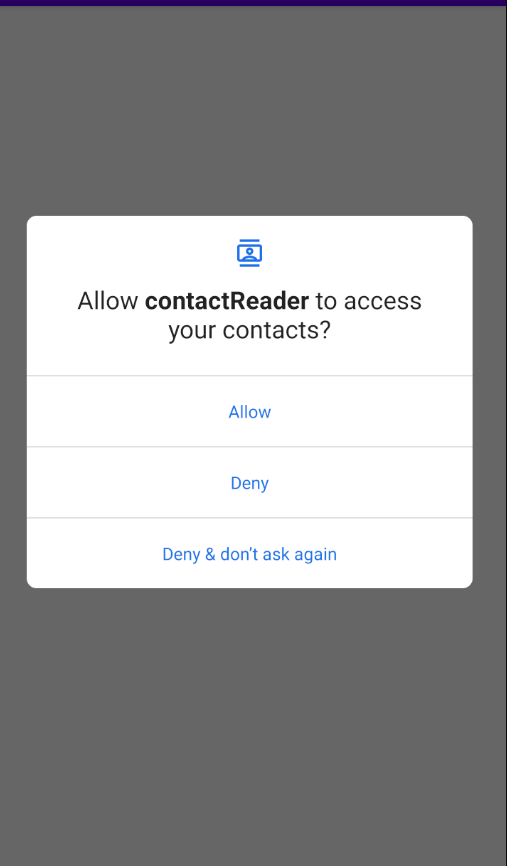 Allow contactReader to access
your contacts?
Allow
Deny
Deny & don’t ask again